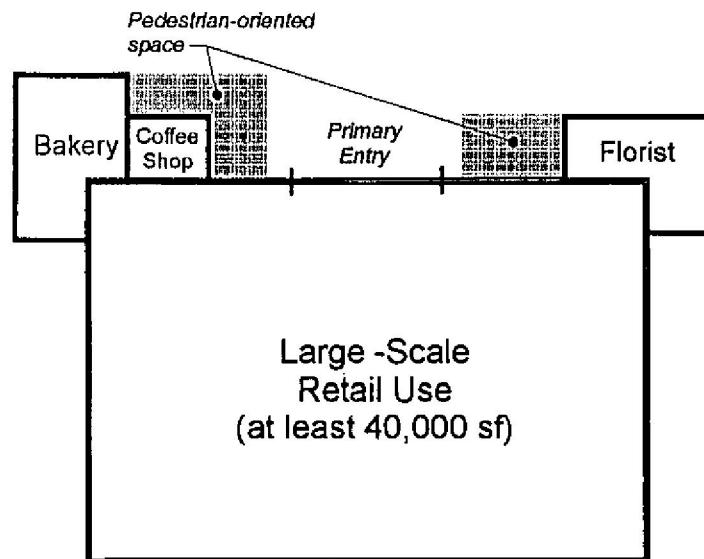 Pedestrian-oriented
space
Bakery
Coffee
Shop
Primary
Entry
Florist
Large -Scale
Retail Use
(at least 40,000 sf)